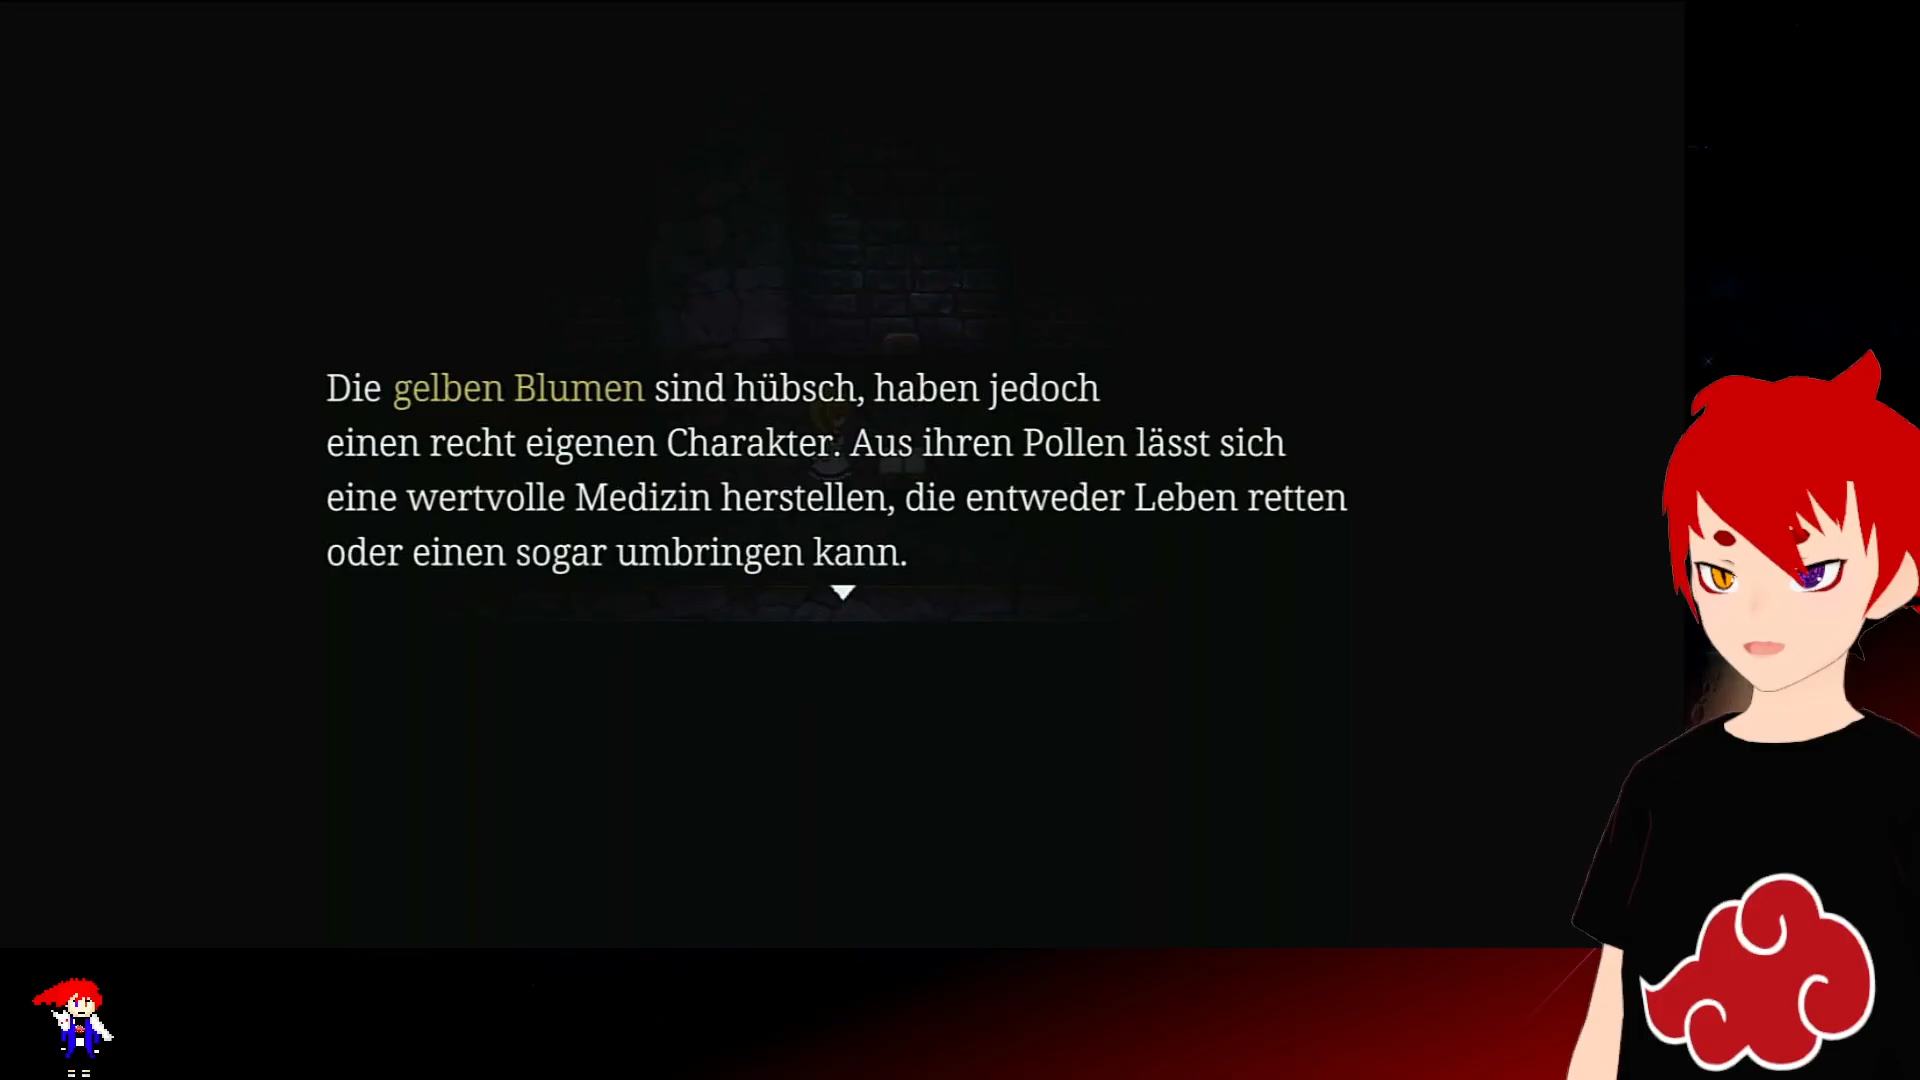 Die gelben Blumen sind hübsch, haben jedoch
einen recht eigenen Charakter. Aus ihren Pollen lässt sich
eine wertvolle Medizin herstellen, die entweder Leben retten
oder einen sogar umbringen kann.